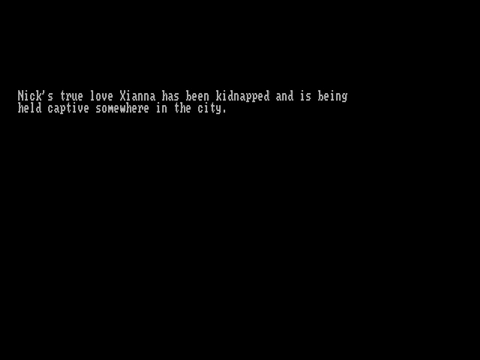 Nick's true love Xianna has been kidnapped and is being
held captive somewhere in the city.